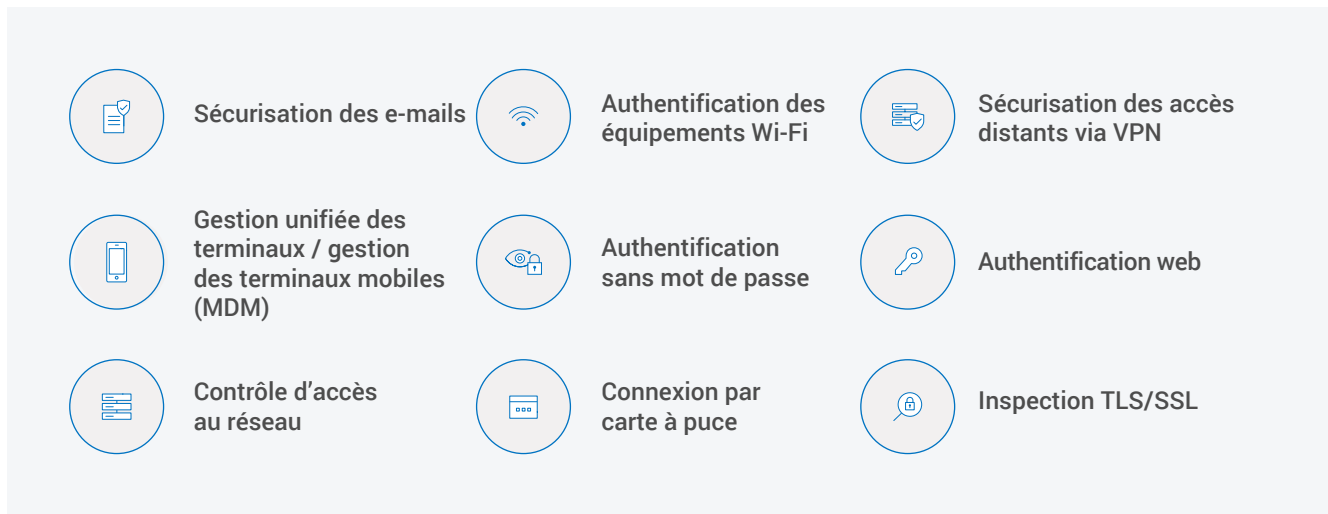 Sécurisation des e-mails
Authentification des
équipements Wi-Fi
Sécurisation des accès
distants via VPN
Gestion unifiée des
terminaux / gestion
des terminaux mobiles
(MDM)
Authentification
sans mot de passe
Authentification web
Contrôle d’accès
au réseau
Connexion par
carte à puce
Inspection TLS/SSL